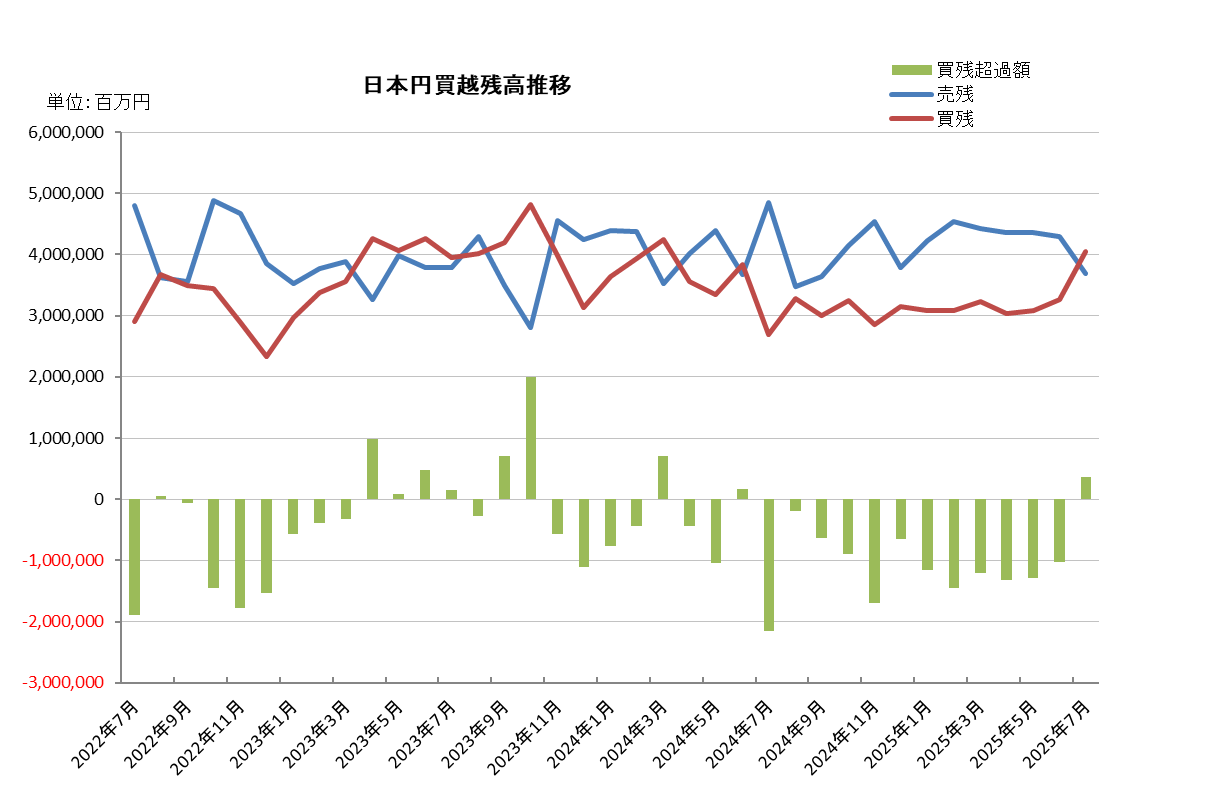 日本円買越残高推移
買残超過額
売残
買残
単位：百万円
6,000,000
5,000,000
4,000,000
3,000,000
2,000,000
1,000,000
0
-1,000,000
-2,000,000
-3,000,000
2022年7月
2022年9月
2022年11月
2023年1月
2023年3月
2023年5月
2023年7月
2023年9月
2023年11月
2024年1月
2024年3月
2024年5月
2024年7月
2024年9月
2024年11月
2025年1月
2025年3月
2025年5月
2025年7月